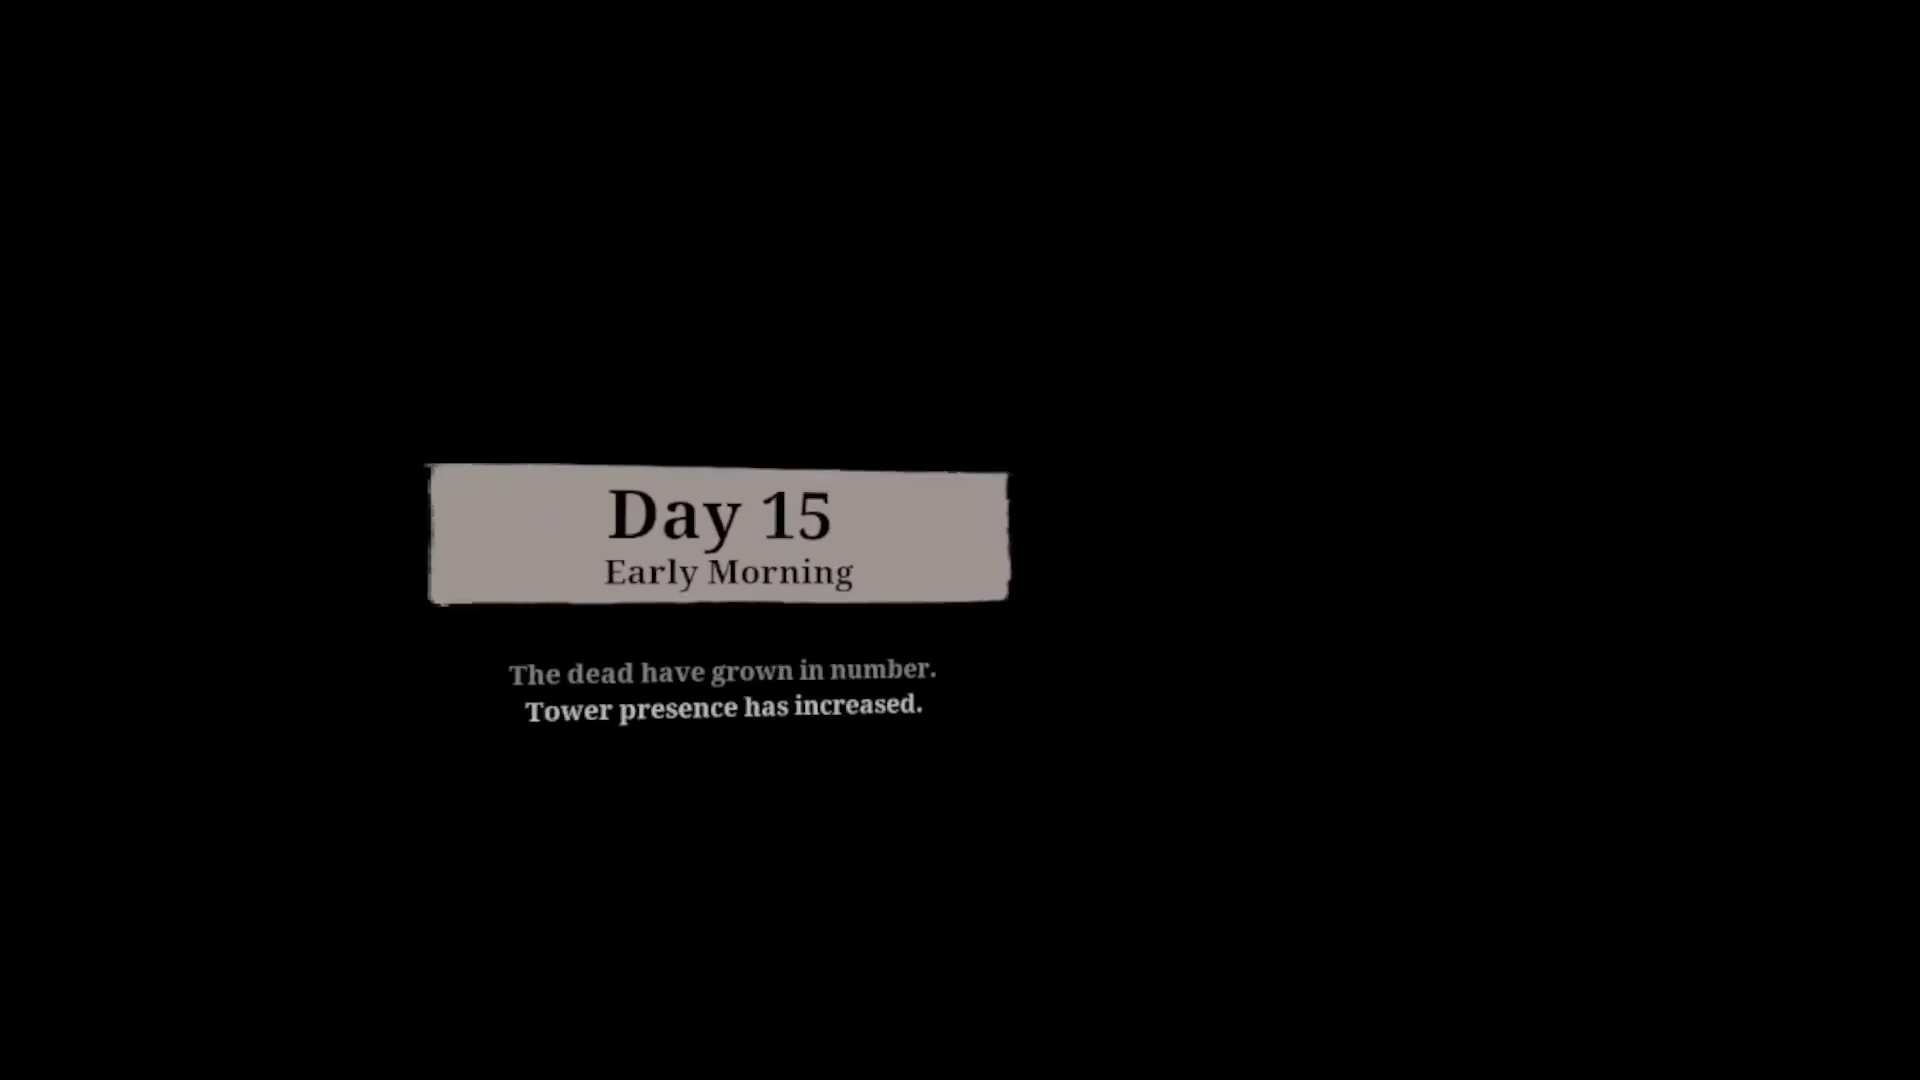 Day 15
Early Morning
The dead have grown in number.
Tower presence has increased.